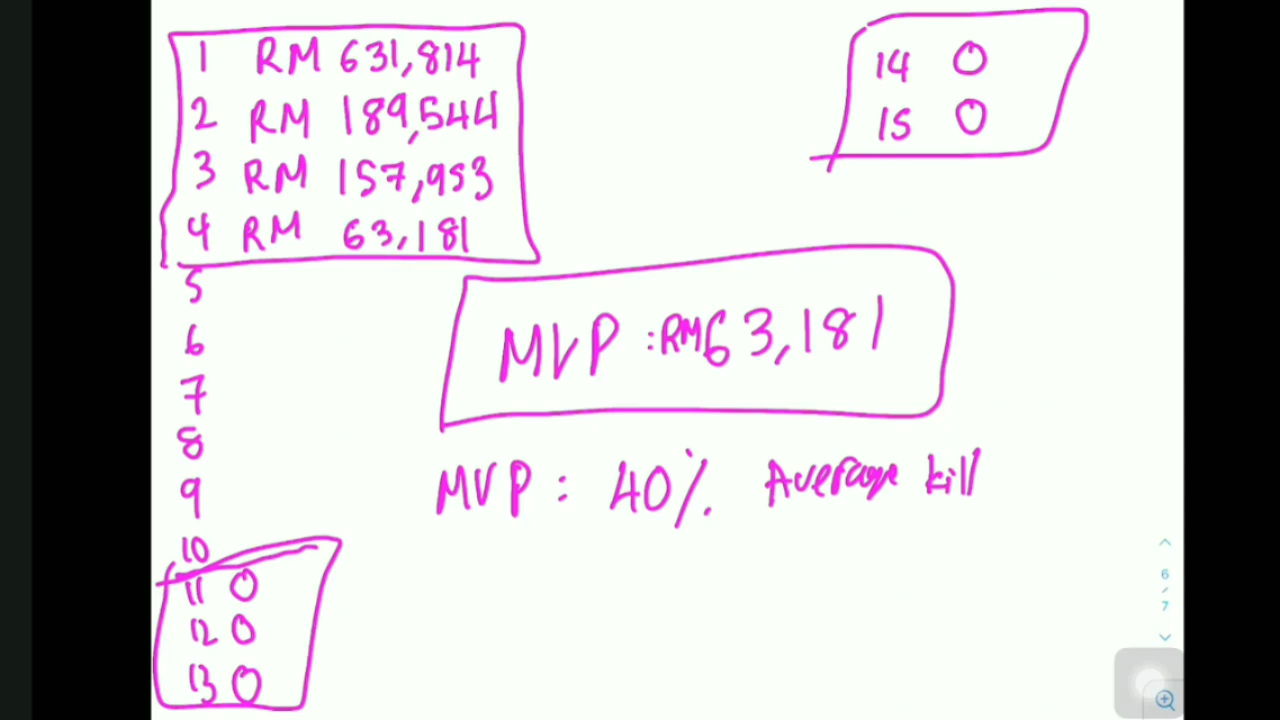 1 RM 631,814
2 RM 189,544
3 RM 157,953
4 RM 63,181
5
6
7
8
9
10
11 0
12 0
13 0
14 0
15 0
MVP : RM63,181
MVP : 40% Average kill
6
/
7